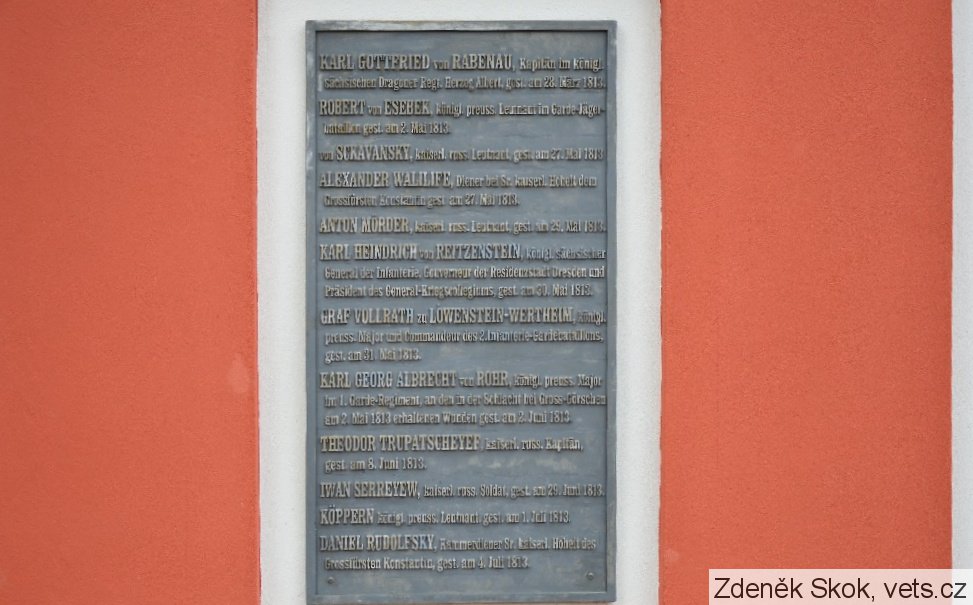 KARL GOTTFRIED von RABENAU, Kapitän im königl.
sächsischen Dragoner Regt. Herzog Albert, gest. am 28. März 1813.
ROBERT von ESEBEK, königl. preuss. Leutnant im Garde-Jäger-
bataillon gest. am 2. Mai 1813.
von SUKAVANSKY, kaiserl. russ. Leutnant, gest. am 27. Mai 1813
ALEXANDER WALILIFE, Diener bei Sr. kaiserl. Hoheit dem
Grossfürsten Konstantin gest. am 27. Mai 1813.
ANTON MÖRDER, kaiserl. russ. Leutnant, gest. am 29. Mai 1813.
KARL HEINDRICH von REITZENSTEIN, königl. sächsischer
General der Infanterie, Gouverneur der Residenzstadt Dresden und
Präsident des General-Kriegscollegiums, gest. am 30. Mai 1813.
GRAF VOLLRATH zu LÖWENSTEIN-WERTHEIM, königl.
preuss. Major und Commandeur des 2. Infanterie-Gardebataillons,
gest. am 31. Mai 1813.
KARL GEORG ALBRECHT von ROHR, königl. preuss. Major
im 1. Garde-Regiment, an den in der Schlacht bei Gross-Görschen
am 2. Mai 1813 erhaltenen Wunden gest. am 2. Juni 1813.
THEODOR TRUPATSCHEYEF, kaiserl. russ. Kapitän,
gest. am 8. Juni 1813.
IWAN SERREYEW, kaiserl. russ. Soldat, gest. am 29. Juni 1813.
KÖPPERN königl. preuss. Leutnant, gest. am 1. Juli 1813.
DANIEL RUDOLFSKY, Kammerdiener Sr. kaiserl. Hoheit des
Grossfürsten Konstantin, gest. am 4. Juli 1813.
Zdeněk Skok, vets.cz